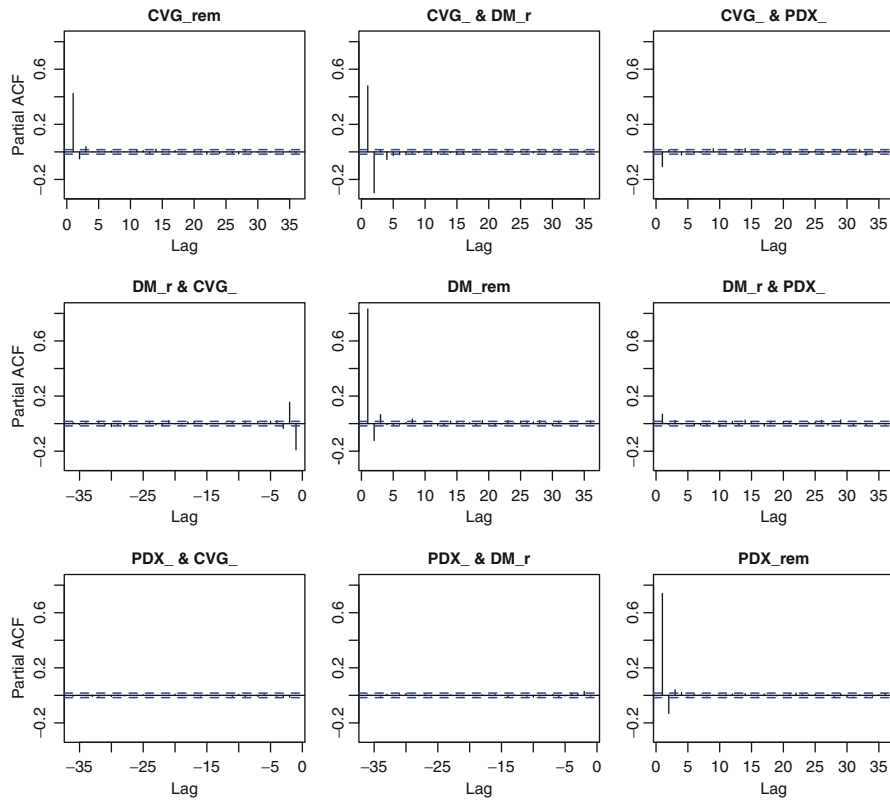 CVG_rem CVG_ & DM_r CVG_ & PDX_
Partial ACF
0.6 0.6 0.6
0.2 0.2 0.2
−0.2 −0.2 −0.2
0 5 10 15 20 25 30 35 0 5 10 15 20 25 30 35 0 5 10 15 20 25 30 35
Lag Lag Lag
DM_r & CVG_ DM_rem DM_r & PDX_
Partial ACF
0.6 0.6 0.6
0.2 0.2 0.2
−0.2 −0.2 −0.2
−35 −25 −15 −5 0 0 5 10 15 20 25 30 35 0 5 10 15 20 25 30 35
Lag Lag Lag
PDX_ & CVG_ PDX_ & DM_r PDX_rem
Partial ACF
0.6 0.6 0.6
0.2 0.2 0.2
−0.2 −0.2 −0.2
−35 −25 −15 −5 0 −35 −25 −15 −5 0 0 5 10 15 20 25 30 35
Lag Lag Lag